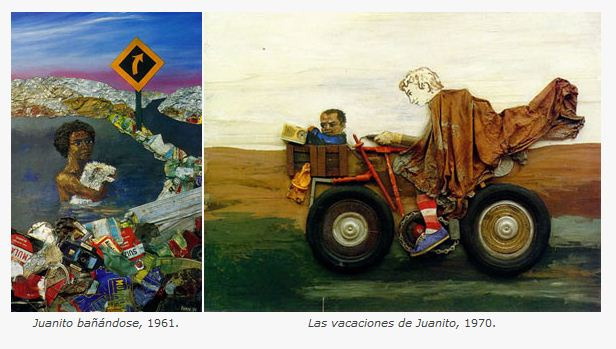 Juanito bañándose, 1961.
Las vacaciones de Juanito, 1970.